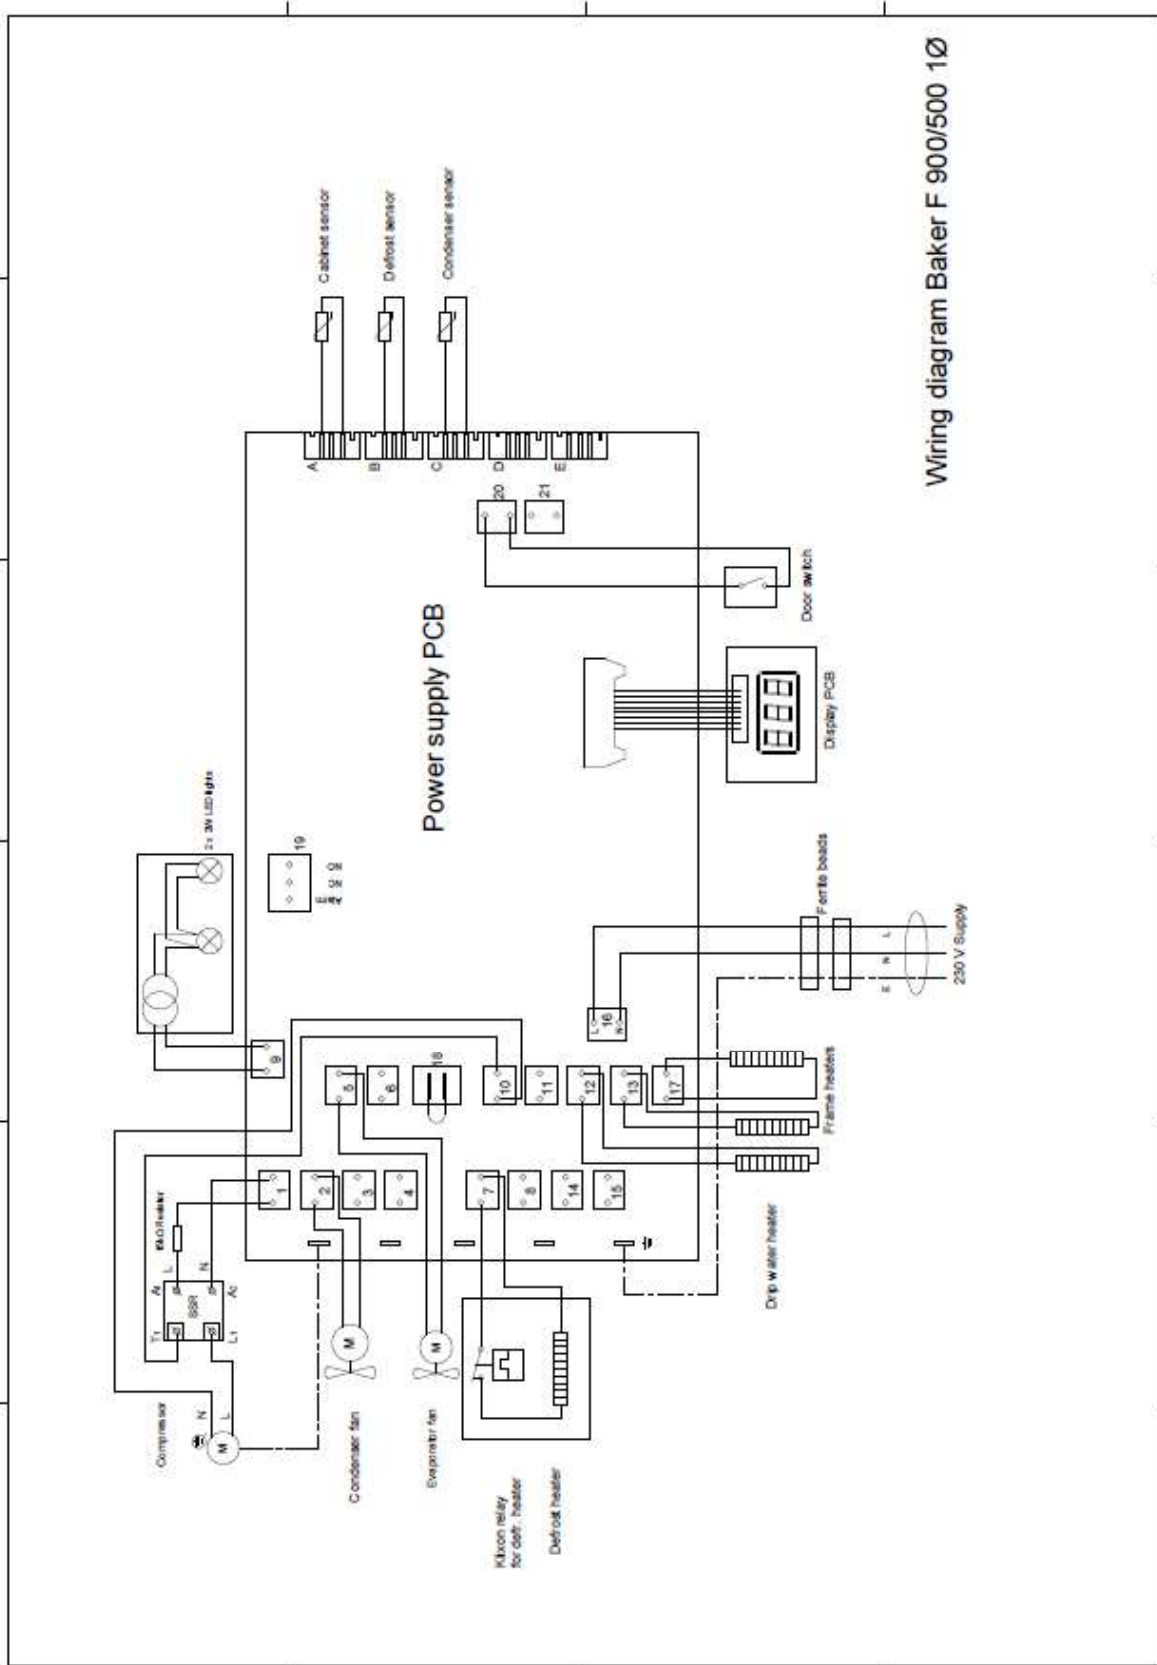 Wiring diagram Baker F 900/500 1Ø
Power supply PCB
Cabinet sensor
Defrost sensor
Condenser sensor
A
B
C
D
E
20
21
Door switch
Display PCB
19
Ferrite beads
L
N
E
230 V Supply
L
16
N
9
5
6
18
10
11
12
13
17
Frame heaters
Drip water heater
1
2
3
4
7
8
14
15
L
N
SSR
T1
L1
Compressor
N
L
M
Condenser fan
M
Evaporator fan
M
Klixon relay
for defr. heater
Defrost heater